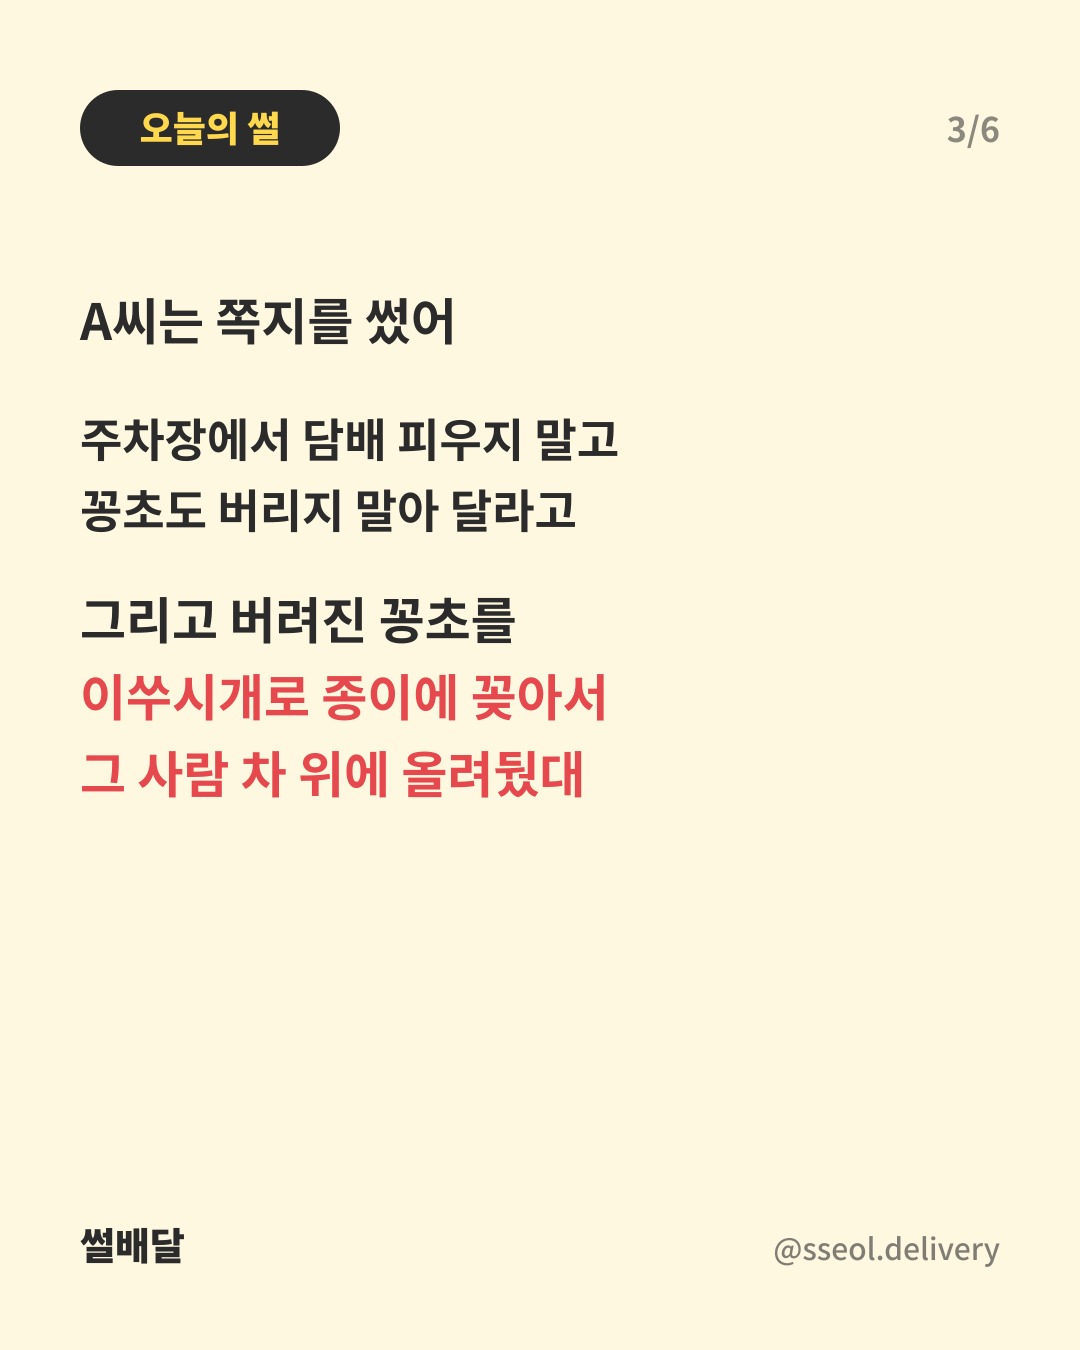 오늘의 썰
3/6
A씨는 쪽지를 썼어
주차장에서 담배 피우지 말고
꽁초도 버리지 말아 달라고
그리고 버려진 꽁초를
이쑤시개로 종이에 꽂아서
그 사람 차 위에 올려뒀대
썰배달
@sseol.delivery